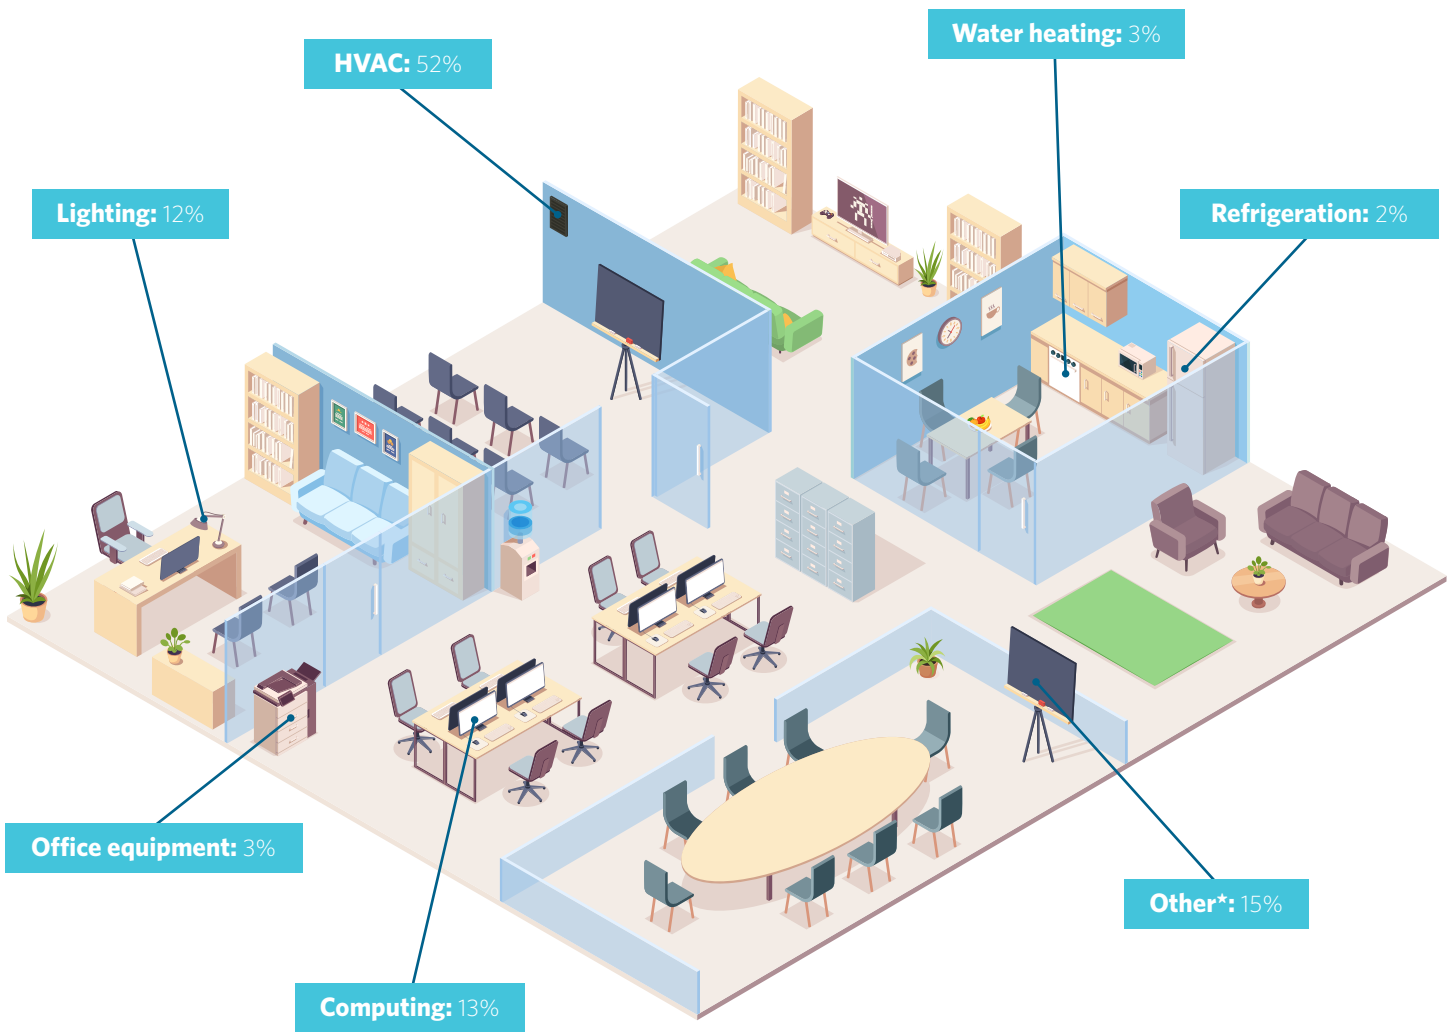 Water heating: 3%
HVAC: 52%
Lighting: 12%
Refrigeration: 2%
Office equipment: 3%
Other*: 15%
Computing: 13%